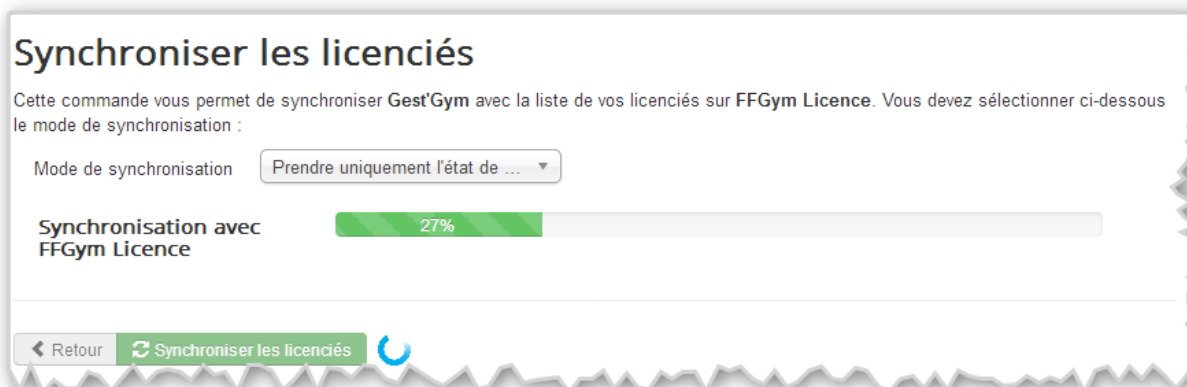 Synchroniser les licenciés
Cette commande vous permet de synchroniser Gest'Gym avec la liste de vos licenciés sur FFGym Licence. Vous devez sélectionner ci-dessous
le mode de synchronisation :
Mode de synchronisation Prendre uniquement l'état de ...
Synchronisation avec
FFGym Licence
27%
Retour Synchroniser les licenciés